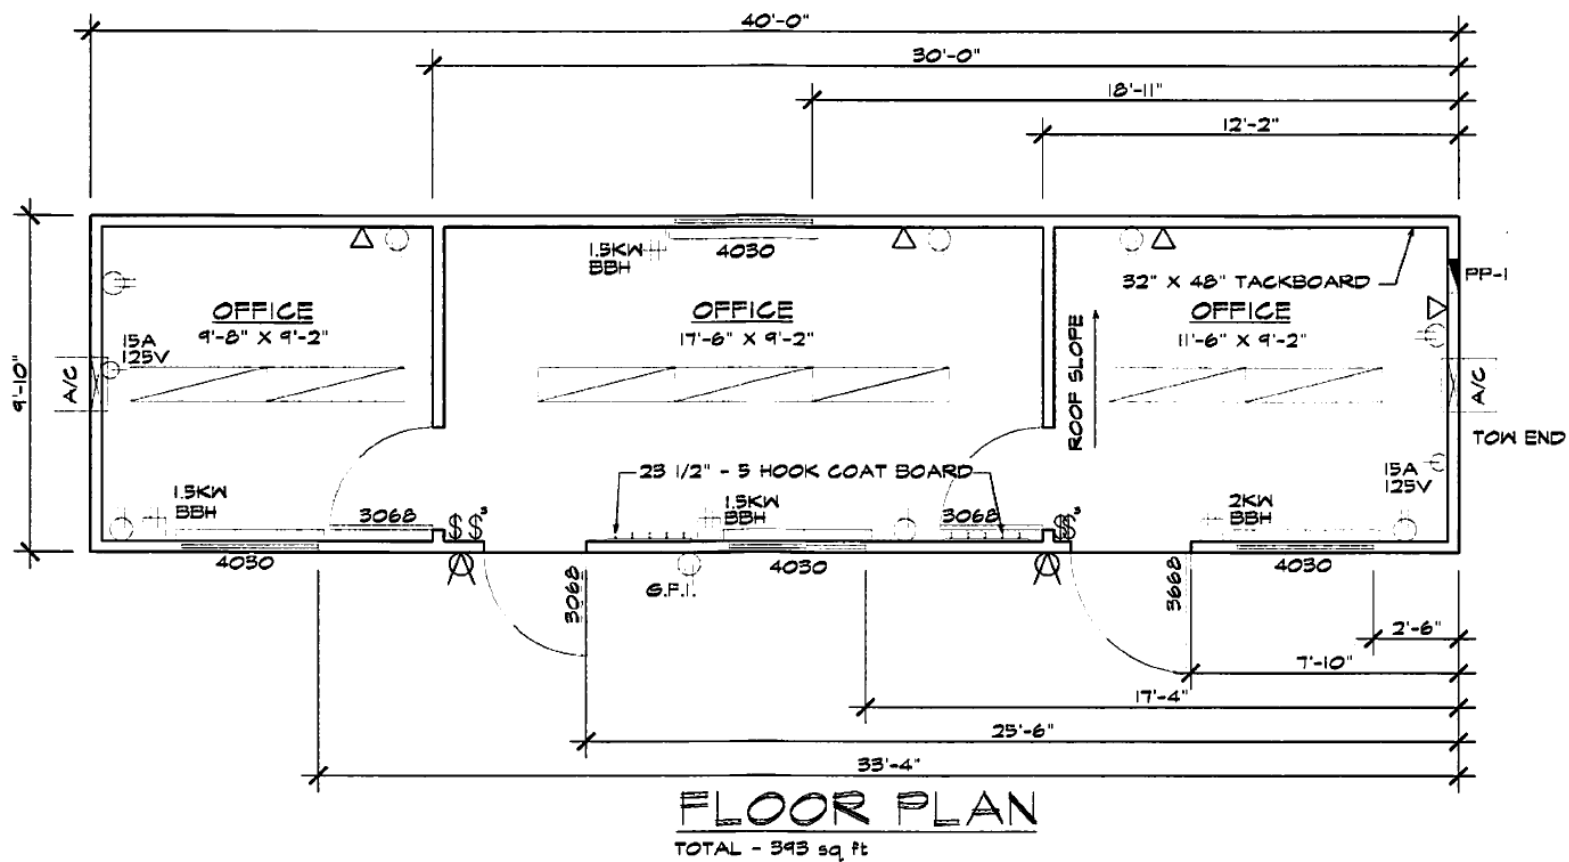 40'-0"
30'-0"
18'-11"
12'-2"
1.5KW
BBH
4030
32" X 48" TACKBOARD
PP-1
OFFICE
9'-8" X 9'-2"
OFFICE
17'-6" X 9'-2"
OFFICE
11'-6" X 9'-2"
15A
125V
9'-10"
A/C
ROOF SLOPE
A/C
TOW END
23 1/2" - 5 HOOK COAT BOARD
15A
125V
1.5KW
BBH
3068
$ $³
1.5KW
BBH
3068
$³
2KW
BBH
4030
G.F.I.
3068
4030
3668
4030
2'-6"
7'-10"
17'-4"
25'-6"
33'-4"
FLOOR PLAN
TOTAL - 393 sq ft